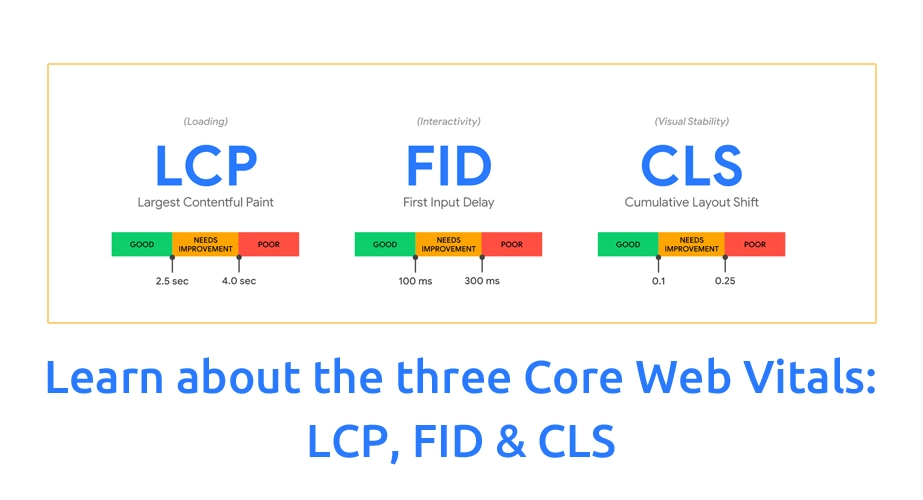 (Loading)
LCP
Largest Contentful Paint
GOOD
NEEDS
IMPROVEMENT
POOR
2.5 sec
4.0 sec
(Interactivity)
FID
First Input Delay
GOOD
NEEDS
IMPROVEMENT
POOR
100 ms
300 ms
(Visual Stability)
CLS
Cumulative Layout Shift
GOOD
NEEDS
IMPROVEMENT
POOR
0.1
0.25
Learn about the three Core Web Vitals:
LCP, FID & CLS